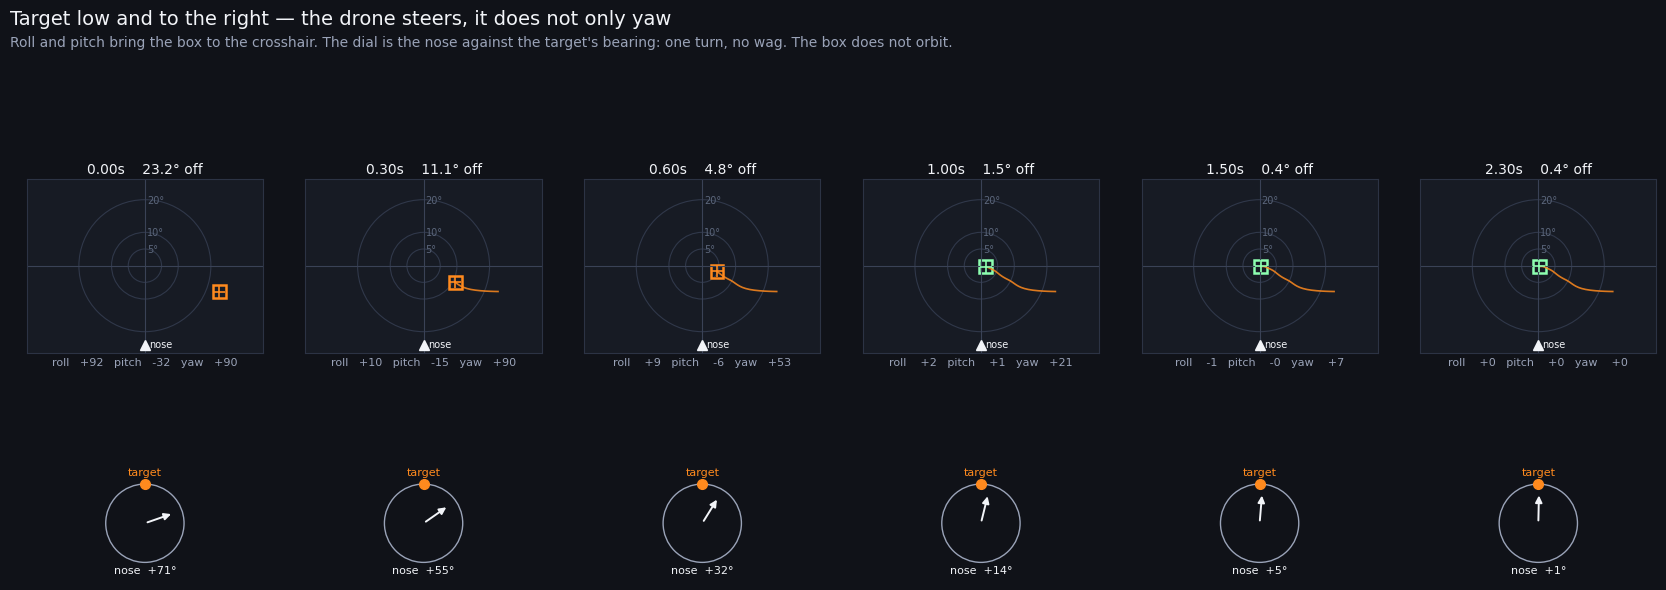 Target low and to the right — the drone steers, it does not only yaw
Roll and pitch bring the box to the crosshair. The dial is the nose against the target's bearing: one turn, no wag. The box does not orbit.
0.00s 23.2° off
20°
10°
5°
nose
roll +92 pitch -32 yaw +90
0.30s 11.1° off
20°
10°
5°
nose
roll +10 pitch -15 yaw +90
0.60s 4.8° off
20°
10°
5°
nose
roll +9 pitch -6 yaw +53
1.00s 1.5° off
20°
10°
5°
nose
roll +2 pitch +1 yaw +21
1.50s 0.4° off
20°
10°
5°
nose
roll -1 pitch -0 yaw +7
2.30s 0.4° off
20°
10°
5°
nose
roll +0 pitch +0 yaw +0
target
nose +71°
target
nose +55°
target
nose +32°
target
nose +14°
target
nose +5°
target
nose +1°